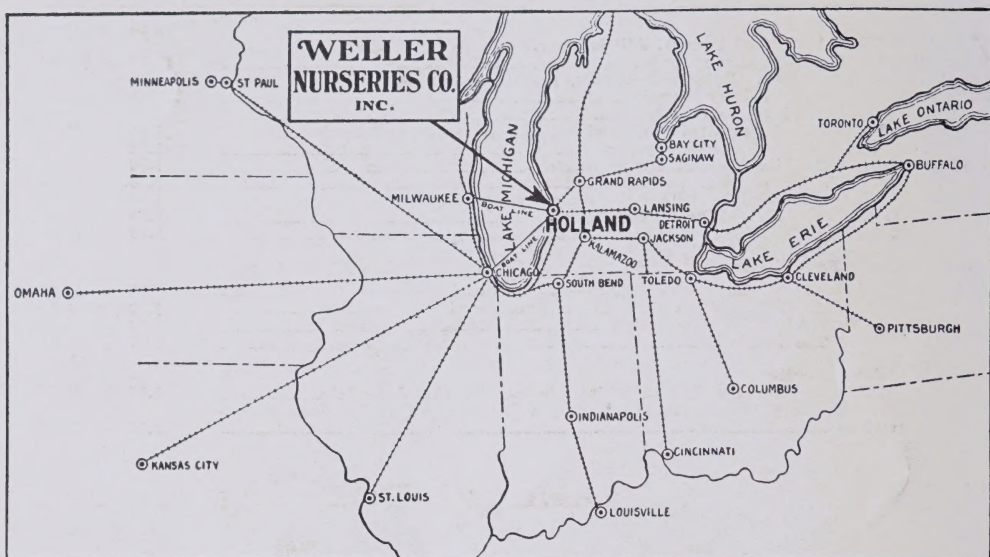 WELLER
NURSERIES CO.
INC.
MINNEAPOLIS
ST PAUL
LAKE MICHIGAN
LAKE HURON
LAKE ONTARIO
TORONTO
BAY CITY
SAGINAW
BUFFALO
GRAND RAPIDS
MILWAUKEE
BOAT LINE
LANSING
HOLLAND
DETROIT
KALAMAZOO
JACKSON
LAKE ERIE
BOAT LINE
CHICAGO
OMAHA
SOUTH BEND
TOLEDO
CLEVELAND
PITTSBURGH
COLUMBUS
INDIANAPOLIS
CINCINNATI
KANSAS CITY
ST. LOUIS
LOUISVILLE